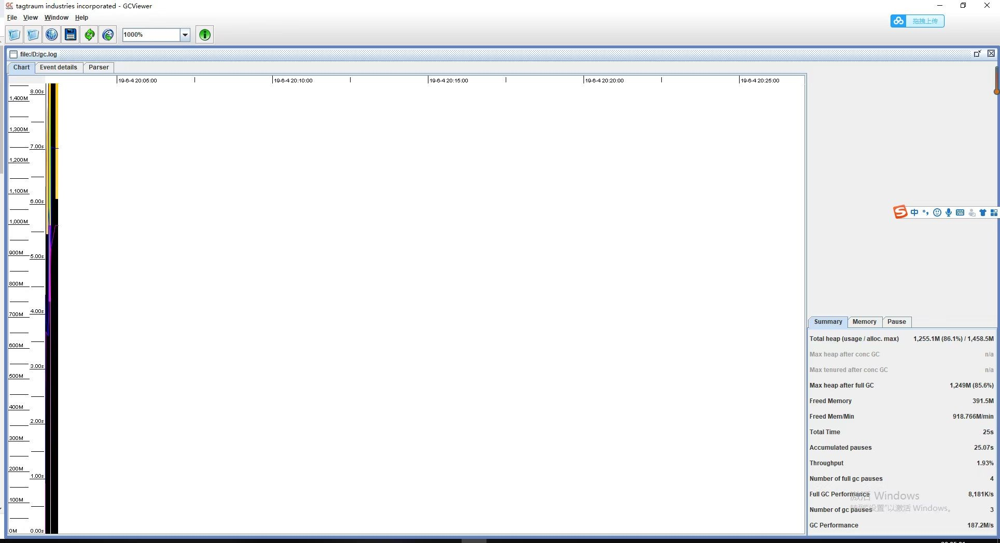 GC VIEWER tagtraum industries incorporated - GCViewer
File View Window Help
拖拽上传
1000%
file:/D:/gc.log
Chart Event details Parser
19-6-4 20:05:00 19-6-4 20:10:00 19-6-4 20:15:00 19-6-4 20:20:00 19-6-4 20:25:00
8.00s
1,400M
1,300M
7.00s
1,200M
1,100M
6.00s
1,000M
900M
5.00s
800M
700M
4.00s
600M
3.00s
500M
400M
2.00s
300M
200M
1.00s
100M
0M 0.00s
中
Summary Memory Pause
Total heap (usage / alloc. max) 1,255.1M (86.1%) / 1,458.5M
Max heap after conc GC n/a
Max tenured after conc GC n/a
Max heap after full GC 1,249M (85.6%)
Freed Memory 391.5M
Freed Mem/Min 918.766M/min
Total Time 25s
Accumulated pauses 25.07s
Throughput 1.93%
Number of full gc pauses 4
Full GC Performance 8,181K/s
激活 Windows
Number of gc pauses 3
转到"设置"以激活 Windows。
GC Performance 187.2M/s